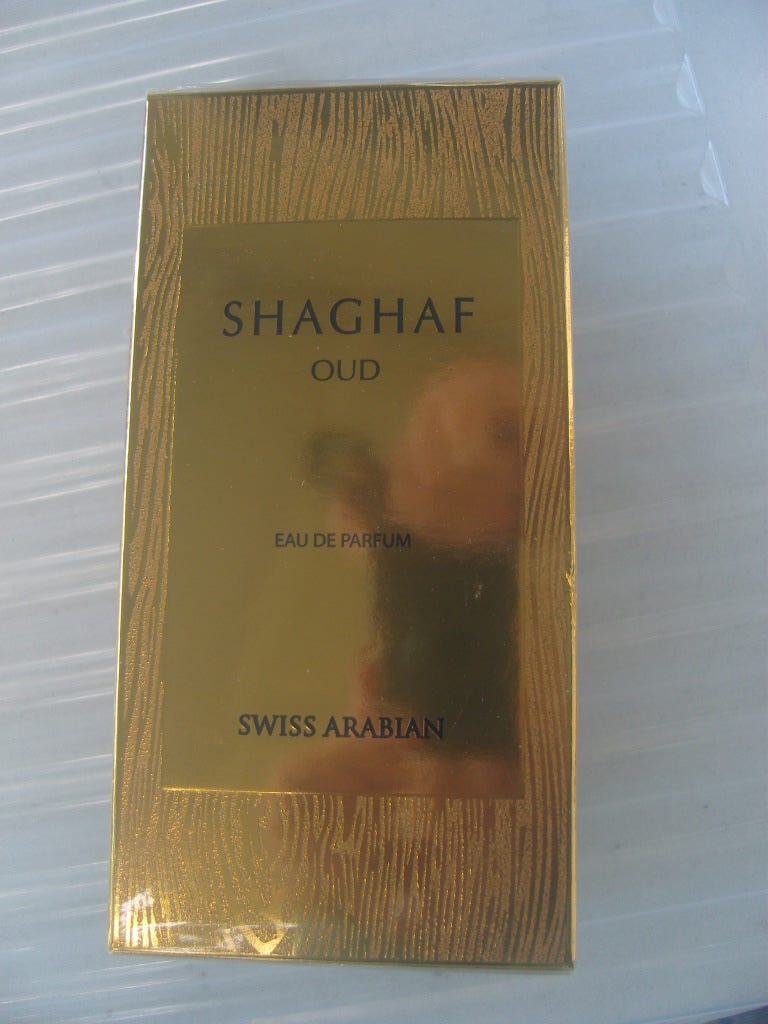 SHAGHAF
OUD
EAU DE PARFUM
SWISS ARABIAN